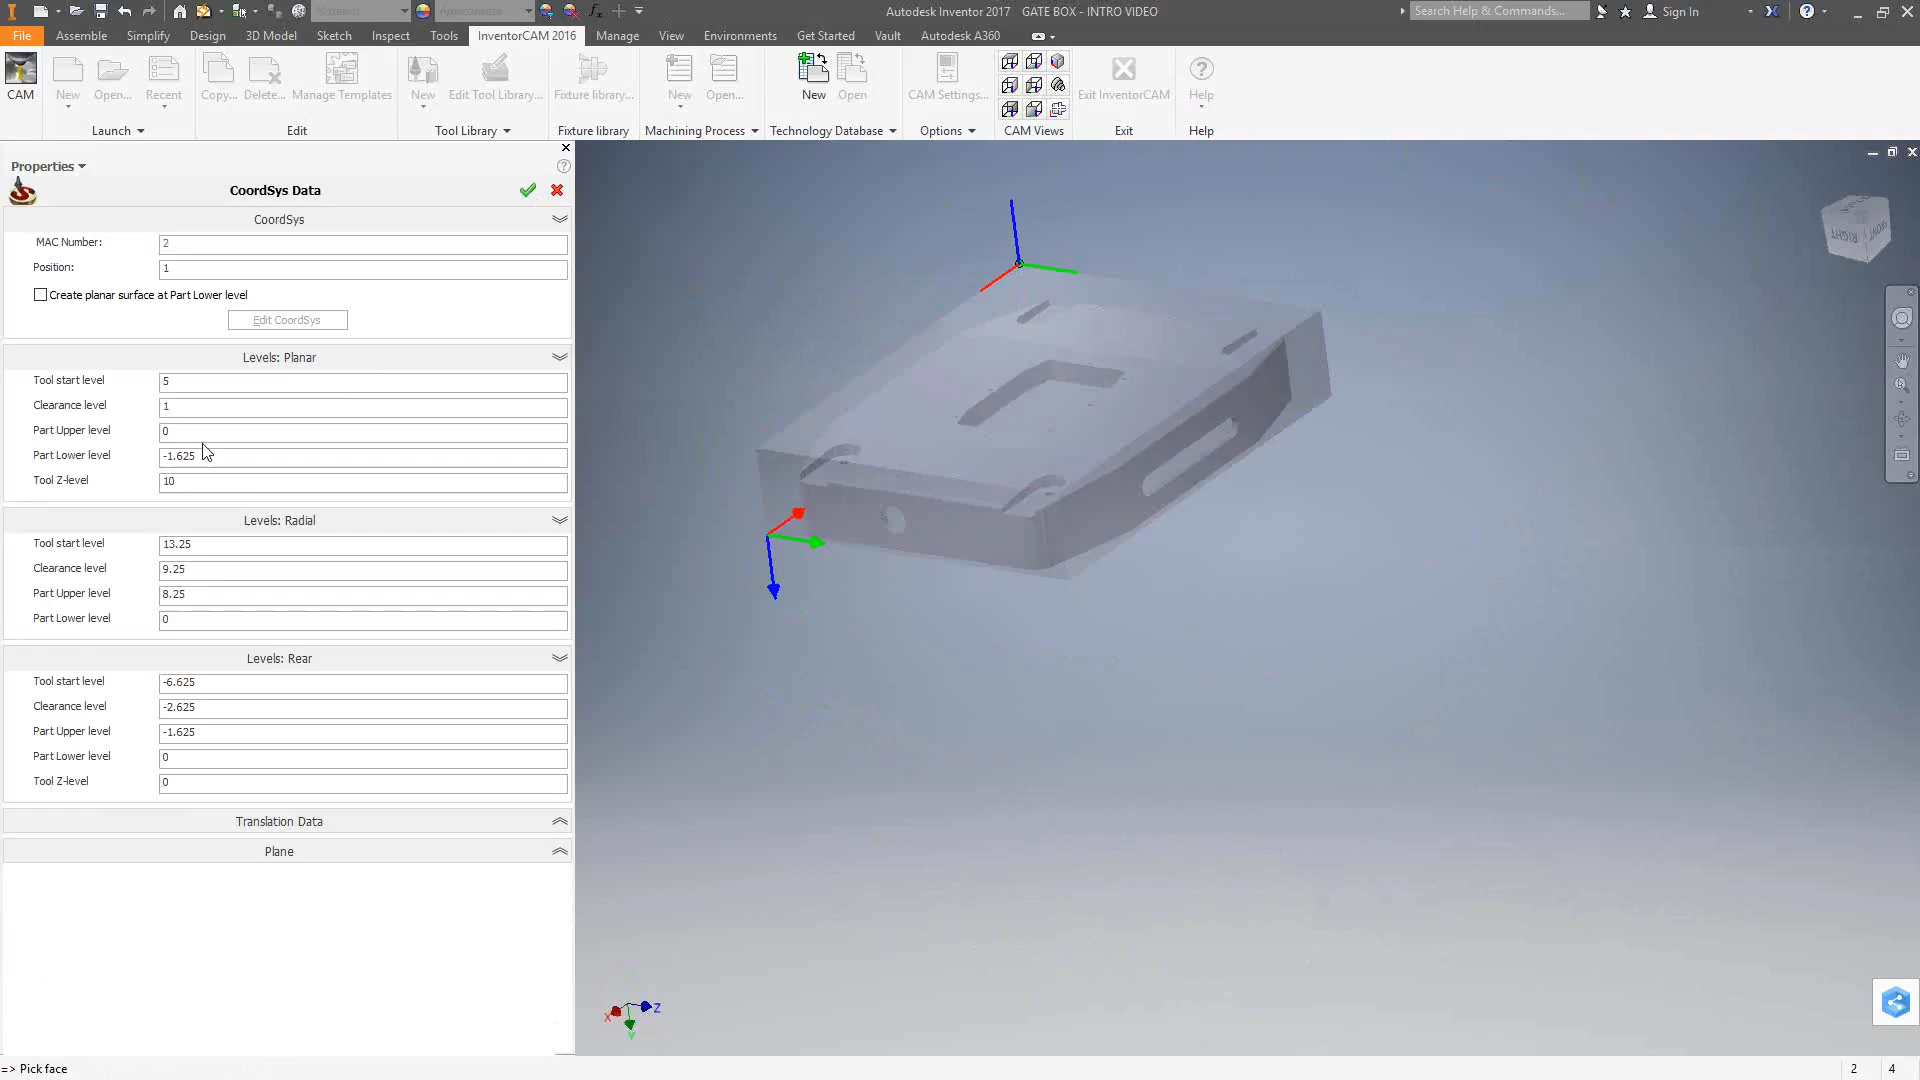 Autodesk Inventor 2017 GATE BOX - INTRO VIDEO
Search Help & Commands...
Sign In
File Assemble Simplify Design 3D Model Sketch Inspect Tools InventorCAM 2016 Manage View Environments Get Started Vault Autodesk A360
CAM New Open... Recent Copy... Delete... Manage Templates New Edit Tool Library... Fixture library... New Open... New Open CAM Settings... Exit InventorCAM Help
Launch Edit Tool Library Fixture library Machining Process Technology Database Options CAM Views Exit Help
Properties
CoordSys Data
CoordSys
MAC Number: 2
Position: 1
Create planar surface at Part Lower level
Edit CoordSys
Levels: Planar
Tool start level 5
Clearance level 1
Part Upper level 0
Part Lower level -1.625
Tool Z-level 10
Levels: Radial
Tool start level 13.25
Clearance level 9.25
Part Upper level 8.25
Part Lower level 0
Levels: Rear
Tool start level -6.625
Clearance level -2.625
Part Upper level -1.625
Part Lower level 0
Tool Z-level 0
Translation Data
Plane
RIGHT
FRONT
X
Y
Z
=> Pick face
2 4